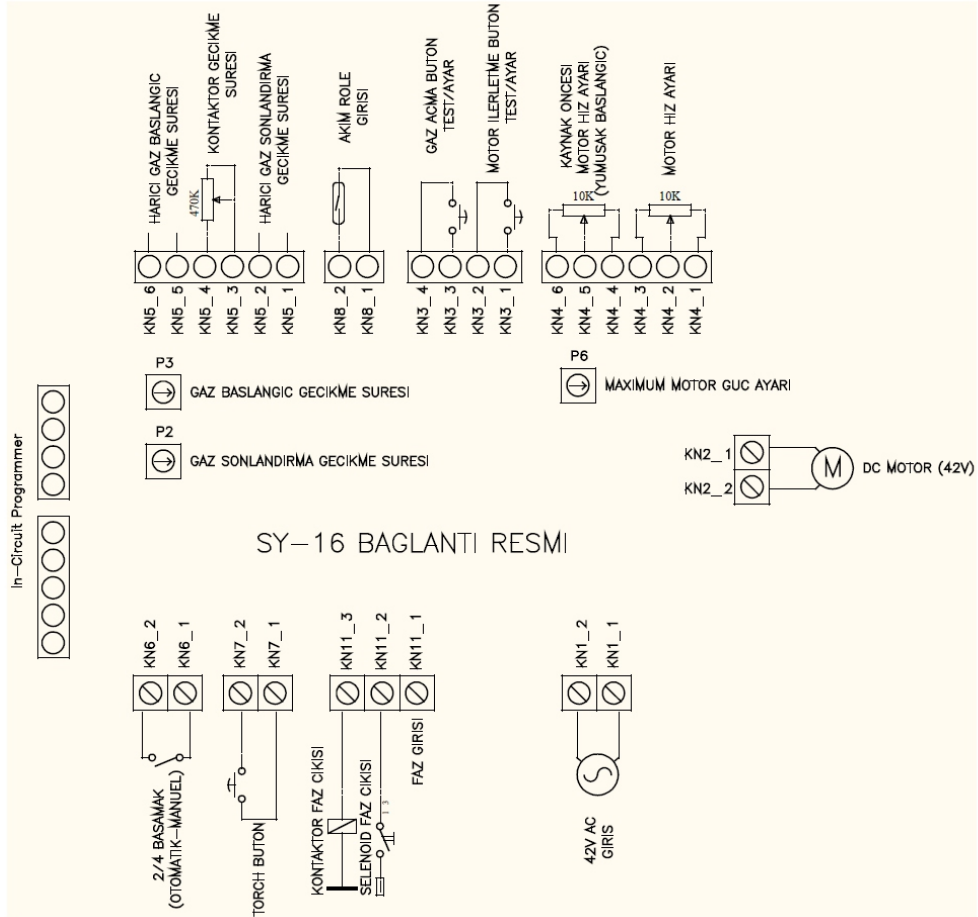 HARICI GAZ BASLANGIC
GECIKME SURESI
KONTAKTOR GECIKME
SURESI
470K
HARICI GAZ SONLANDIRMA
GECIKME SURESI
AKIM ROLE
GIRISI
GAZ ACMA BUTON
TEST/AYAR
MOTOR ILERLETME BUTON
TEST/AYAR
KAYNAK ONCESI
MOTOR HIZ AYARI
(YUMUSAK BASLANGIC)
10K
MOTOR HIZ AYARI
10K
KN5_6
KN5_5
KN5_4
KN5_3
KN5_2
KN5_1
KN8_2
KN8_1
KN3_4
KN3_3
KN3_2
KN3_1
KN4_6
KN4_5
KN4_4
KN4_3
KN4_2
KN4_1
P3
GAZ BASLANGIC GECIKME SURESI
P6
MAXIMUM MOTOR GUC AYARI
P2
GAZ SONLANDIRMA GECIKME SURESI
In-Circuit Programmer
KN2_1
KN2_2
M
DC MOTOR (42V)
SY-16 BAGLANTI RESMI
KN6_2
KN6_1
KN7_2
KN7_1
KN11_3
KN11_2
KN11_1
KN1_2
KN1_1
2/4 BASAMAK
(OTOMATIK-MANUEL)
TORCH BUTON
KONTAKTOR FAZ CIKISI
SELENOID FAZ CIKISI
1 3
FAZ GIRISI
42V AC
GIRIS